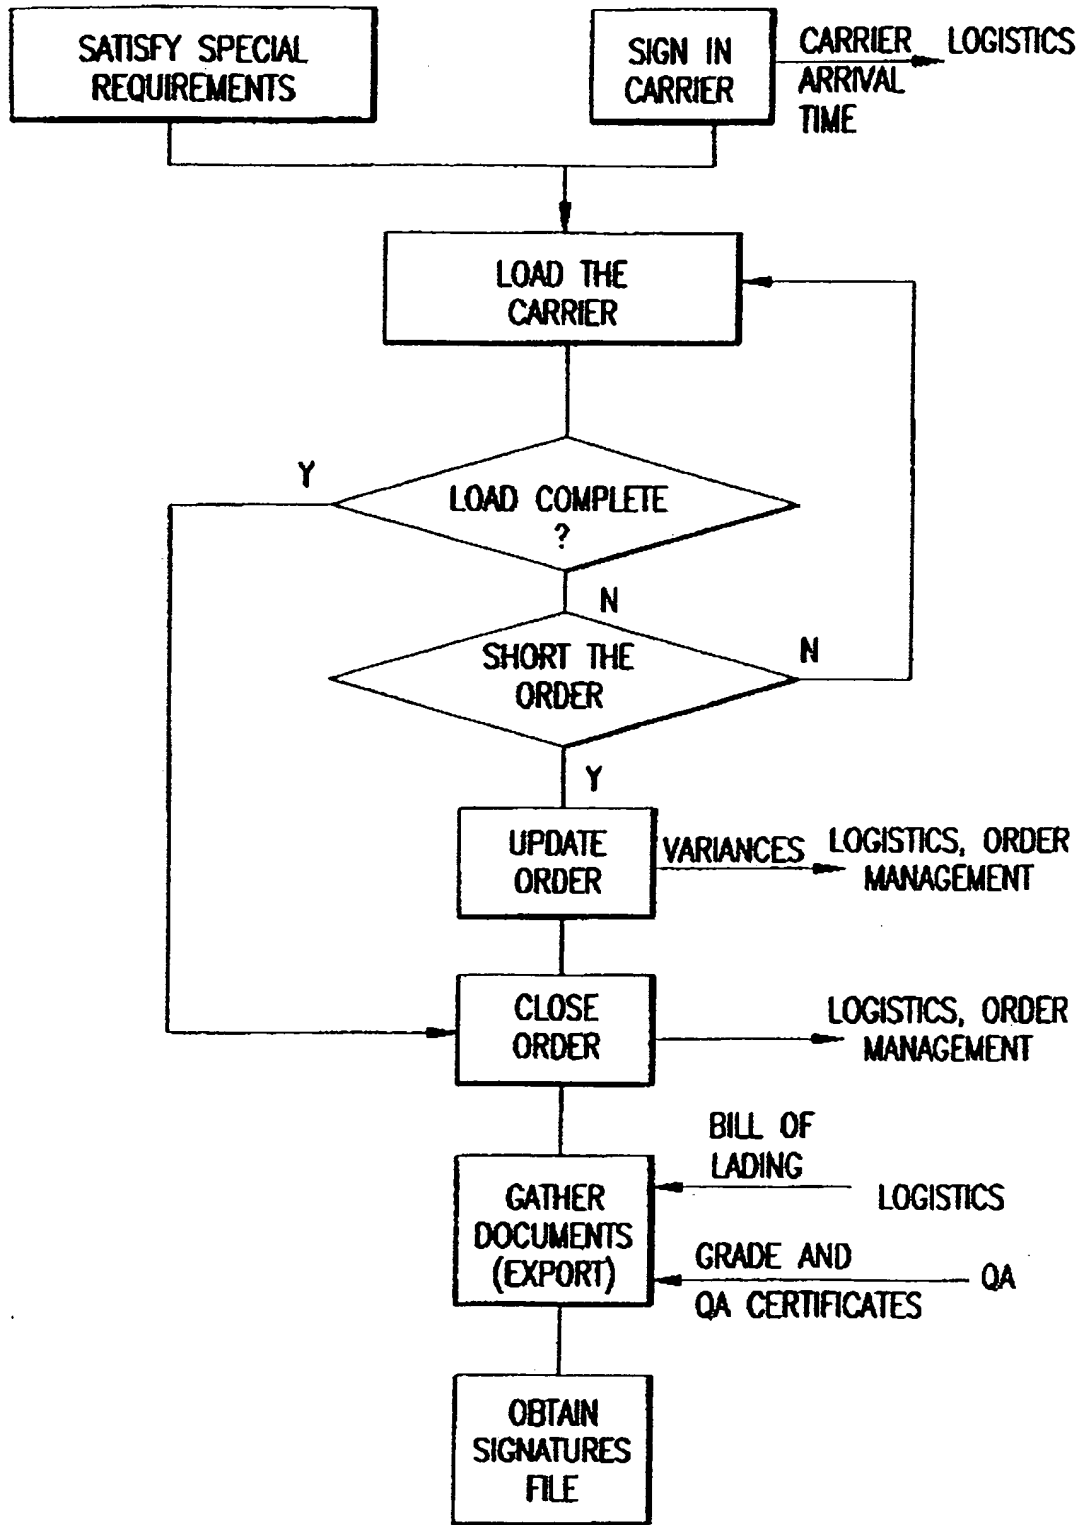 SATISFY SPECIAL
REQUIREMENTS
SIGN IN
CARRIER
CARRIER
ARRIVAL
TIME
LOGISTICS
LOAD THE
CARRIER
Y
LOAD COMPLETE
?
N
SHORT THE
ORDER
N
Y
UPDATE
ORDER
VARIANCES
LOGISTICS, ORDER
MANAGEMENT
CLOSE
ORDER
LOGISTICS, ORDER
MANAGEMENT
BILL OF
LADING
LOGISTICS
GATHER
DOCUMENTS
(EXPORT)
GRADE AND
QA CERTIFICATES
QA
OBTAIN
SIGNATURES
FILE